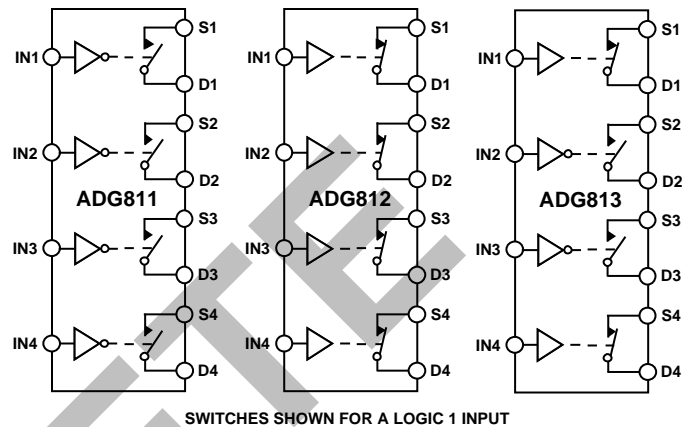 S1
IN1
D1
S2
IN2
D2
ADG811
S3
IN3
D3
S4
IN4
D4
S1
IN1
D1
S2
IN2
D2
ADG812
S3
IN3
D3
S4
IN4
D4
S1
IN1
D1
S2
IN2
D2
ADG813
S3
IN3
D3
S4
IN4
D4
SWITCHES SHOWN FOR A LOGIC 1 INPUT